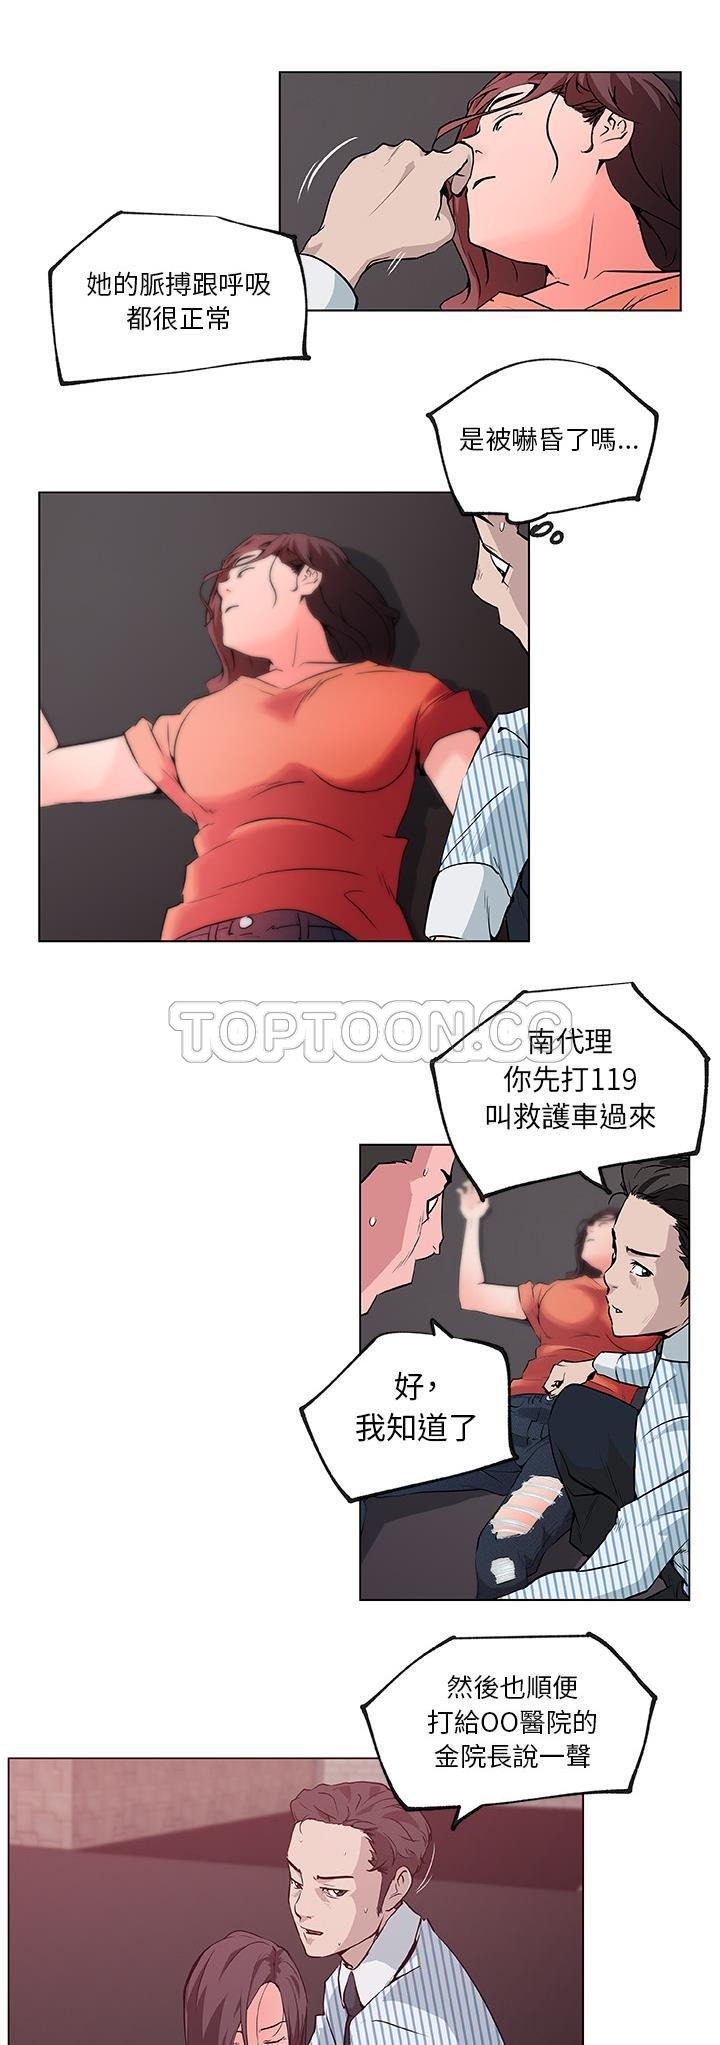 她的脈搏跟呼吸
都很正常
是被嚇昏了嗎...
TOPTOON.CC
南代理
你先打119
叫救護車過來
好，
我知道了
然後也順便
打給OO醫院的
金院長說一聲